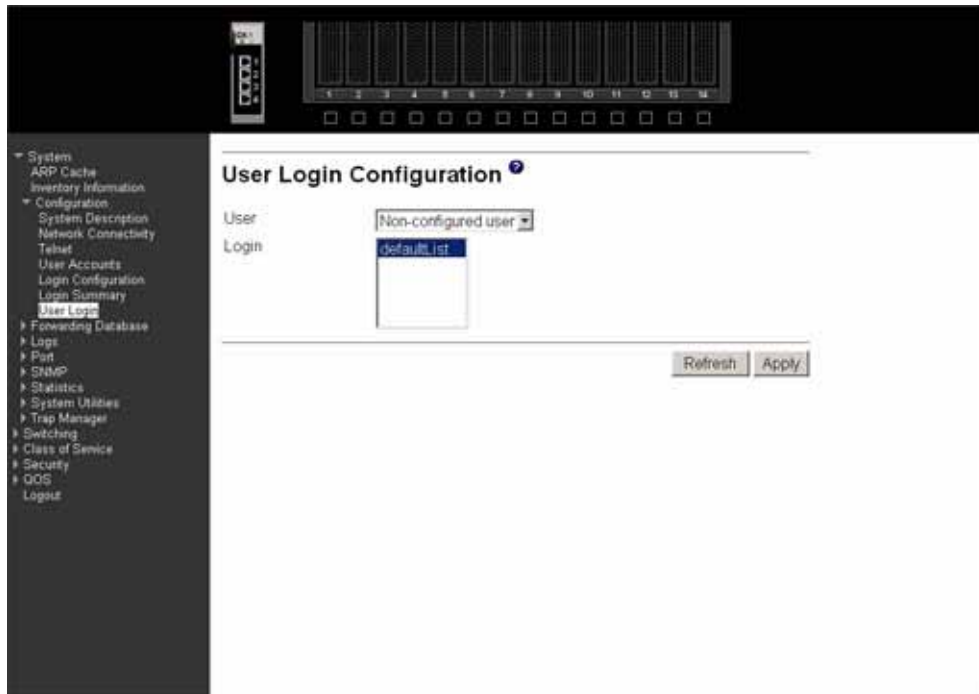 1 2 3 4 5 6 7 8 9 10 11 12 13 14
System
ARP Cache
Inventory Information
Configuration
System Description
Network Connectivity
Telnet
User Accounts
Login Configuration
Login Summary
User Login
Forwarding Database
Logs
Port
SNMP
Statistics
System Utilities
Trap Manager
Switching
Class of Service
Security
QOS
Logout
User Login Configuration ?
User Non-configured user
Login defaultList
Refresh Apply